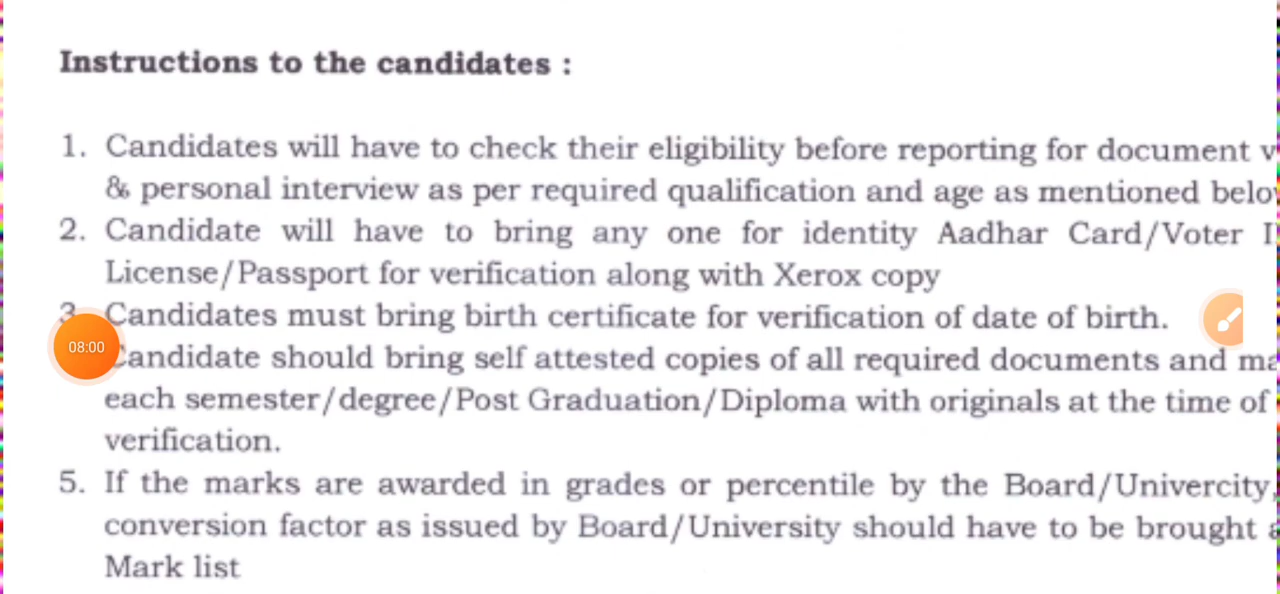 Instructions to the candidates :
1. Candidates will have to check their eligibility before reporting for document
& personal interview as per required qualification and age as mentioned
2. Candidate will have to bring any one for identity Aadhar Card/Voter
License/Passport for verification along with Xerox copy
3. Candidates must bring birth certificate for verification of date of birth.
08:00
Candidate should bring self attested copies of all required documents and
each semester/degree/Post Graduation/Diploma with originals at the time of
verification.
5. If the marks are awarded in grades or percentile by the Board/Univercity,
conversion factor as issued by Board/University should have to be brought
Mark list